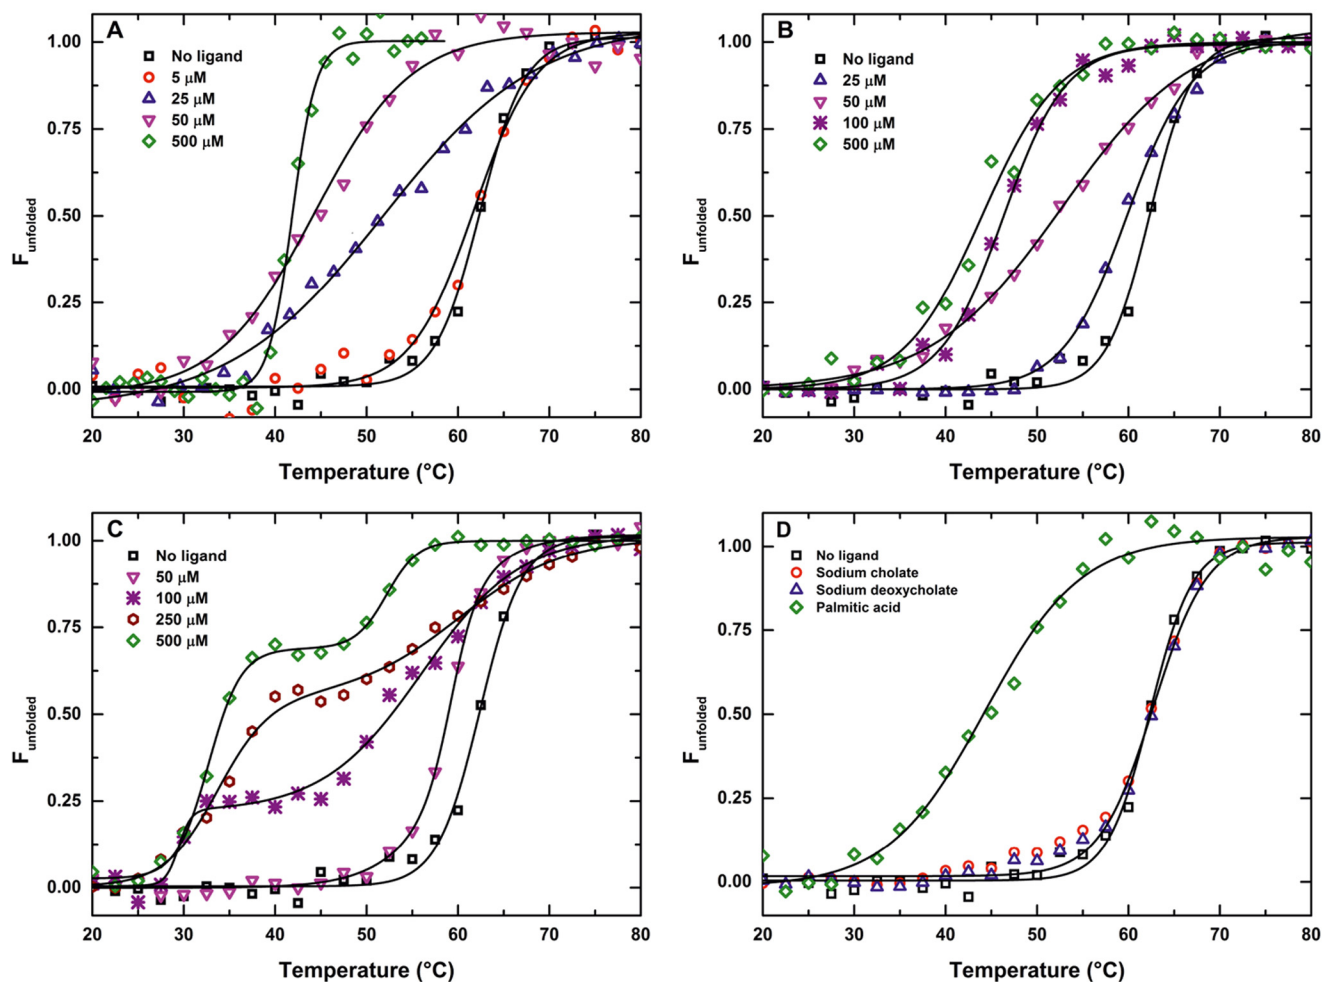 A
No ligand
5 μM
25 μM
50 μM
500 μM
1.00
0.75
0.50
0.25
0.00
F unfolded
20 30 40 50 60 70 80
Temperature (°C)
B
No ligand
25 μM
50 μM
100 μM
500 μM
1.00
0.75
0.50
0.25
0.00
F unfolded
20 30 40 50 60 70 80
Temperature (°C)
C
No ligand
50 μM
100 μM
250 μM
500 μM
1.00
0.75
0.50
0.25
0.00
F unfolded
20 30 40 50 60 70 80
Temperature (°C)
D
No ligand
Sodium cholate
Sodium deoxycholate
Palmitic acid
1.00
0.75
0.50
0.25
0.00
F unfolded
20 30 40 50 60 70 80
Temperature (°C)